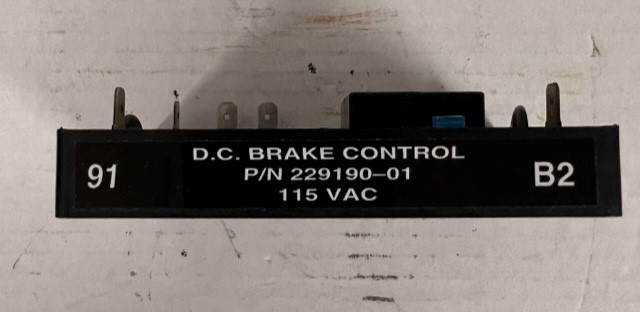 D.C. BRAKE CONTROL
91 P/N 229190-01 B2
115 VAC